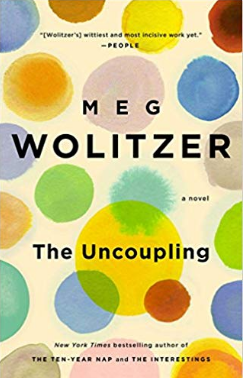 "[Wolitzer's] wittiest and most incisive work yet."
—PEOPLE
MEG
WOLITZER
a novel
The Uncoupling
New York Times bestselling author of
THE TEN-YEAR NAP and THE INTERESTINGS